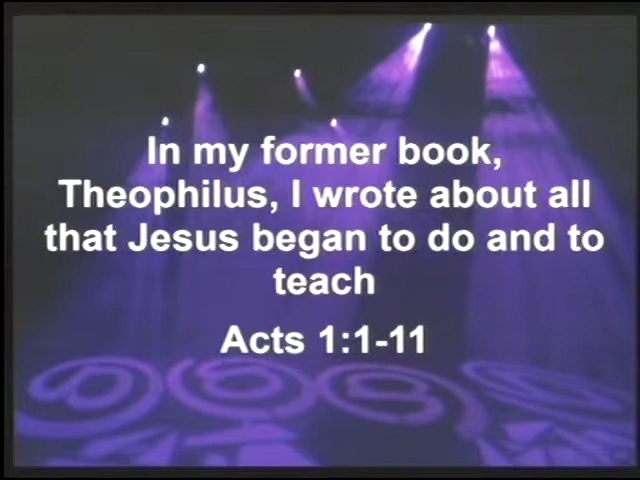 In my former book,
Theophilus, I wrote about all
that Jesus began to do and to
teach
Acts 1:1-11